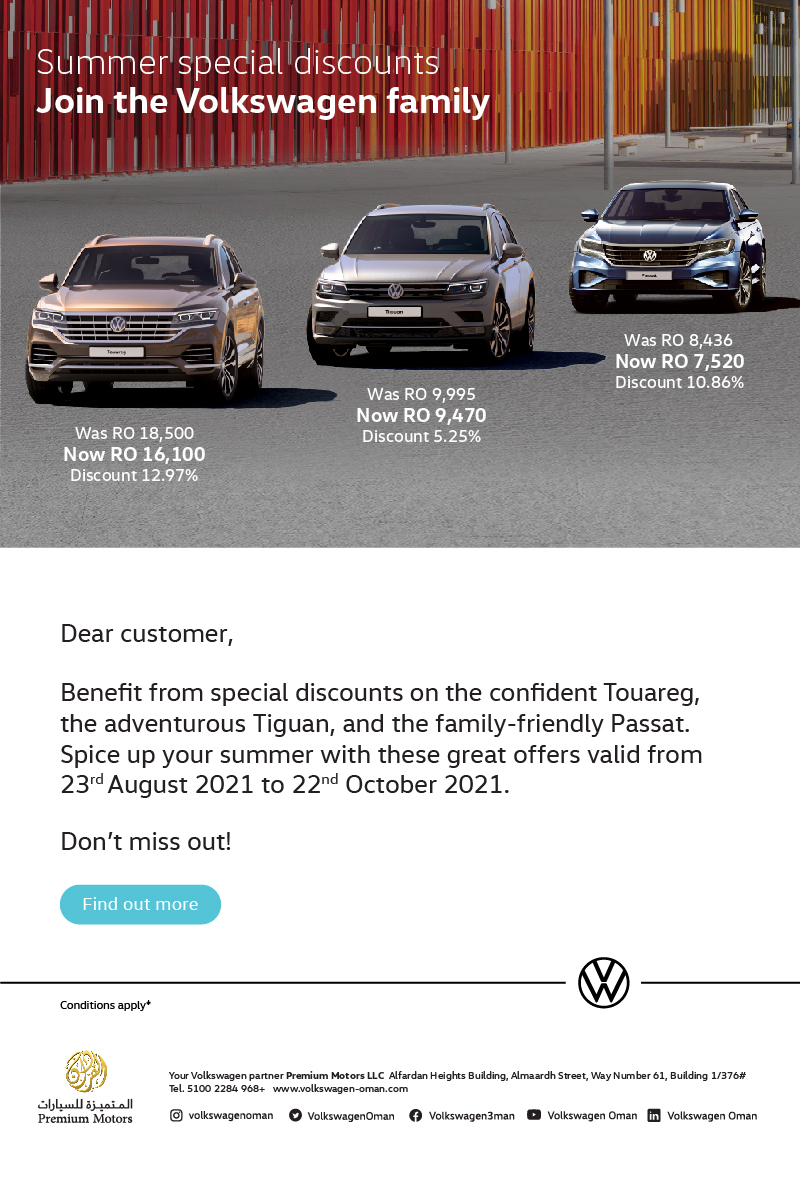 Summer special discounts
Join the Volkswagen family
Touareg
Tiguan
Passat
Was RO 18,500
Now RO 16,100
Discount 12.97%
Was RO 9,995
Now RO 9,470
Discount 5.25%
Was RO 8,436
Now RO 7,520
Discount 10.86%
Dear customer,
Benefit from special discounts on the confident Touareg,
the adventurous Tiguan, and the family-friendly Passat.
Spice up your summer with these great offers valid from
23rd August 2021 to 22nd October 2021.
Don’t miss out!
Find out more
Conditions apply*
المتميزة للسيارات
Premium Motors
Your Volkswagen partner Premium Motors LLC Alfardan Heights Building, Almaardh Street, Way Number 61, Building 1/376#
Tel. 5100 2284 968+ www.volkswagen-oman.com
volkswagenoman
VolkswagenOman
Volkswagen3man
Volkswagen Oman
Volkswagen Oman